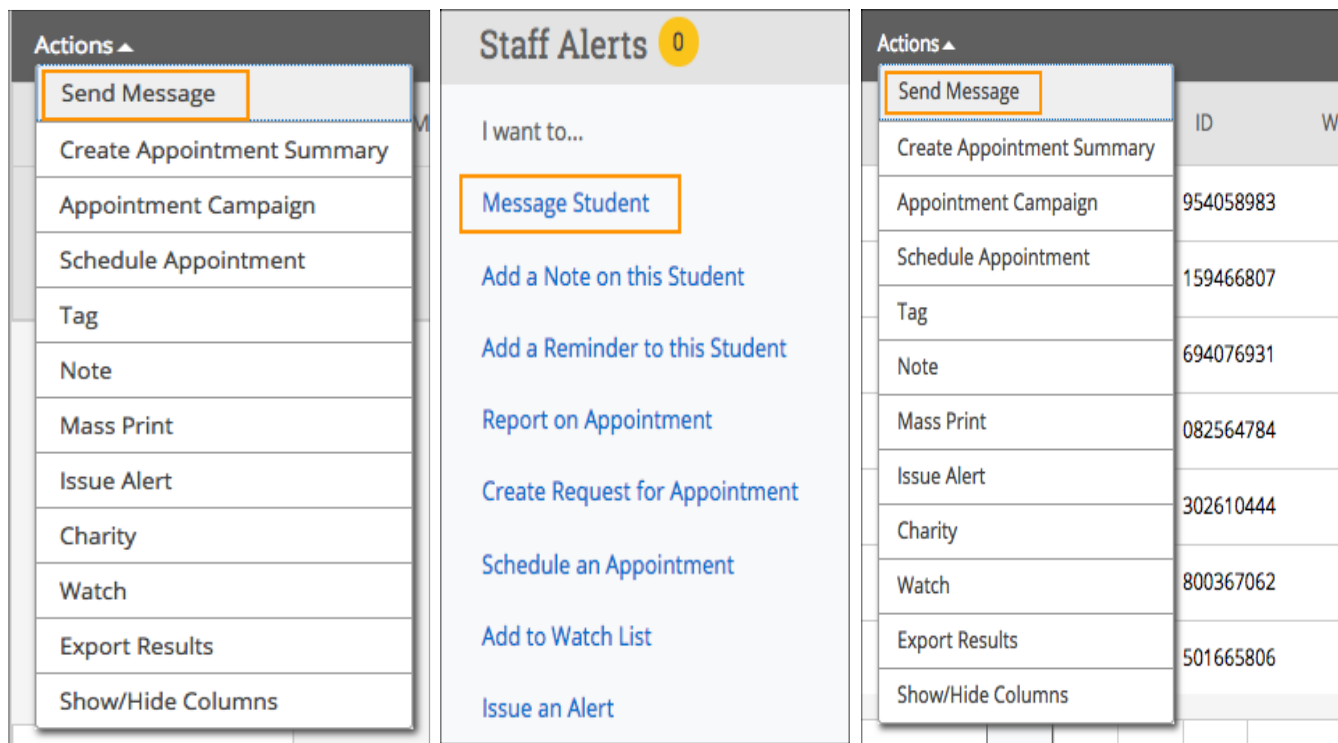 Actions
Send Message
Create Appointment Summary
Appointment Campaign
Schedule Appointment
Tag
Note
Mass Print
Issue Alert
Charity
Watch
Export Results
Show/Hide Columns
Staff Alerts 0
I want to...
Message Student
Add a Note on this Student
Add a Reminder to this Student
Report on Appointment
Create Request for Appointment
Schedule an Appointment
Add to Watch List
Issue an Alert
Actions
Send Message
Create Appointment Summary
Appointment Campaign
Schedule Appointment
Tag
Note
Mass Print
Issue Alert
Charity
Watch
Export Results
Show/Hide Columns
ID
954058983
159466807
694076931
082564784
302610444
800367062
501665806